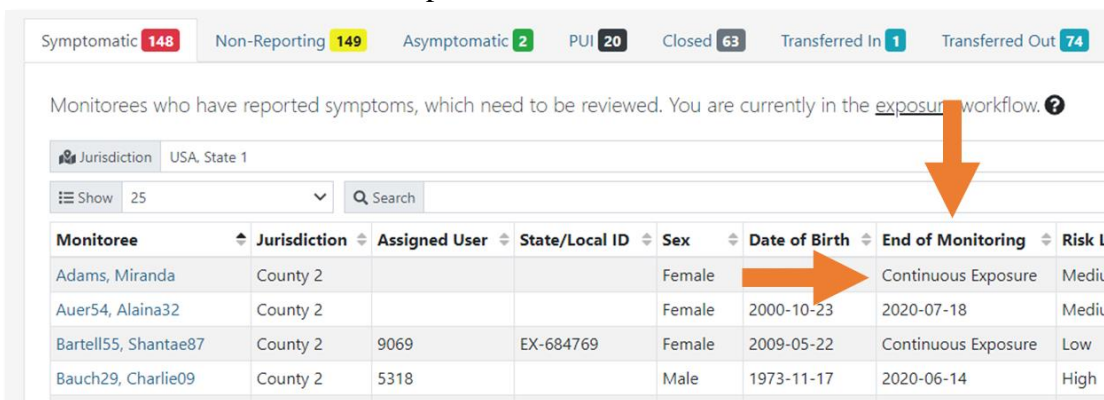 Symptomatic 148 Non-Reporting 149 Asymptomatic 2 PUI 20 Closed 63 Transferred In 1 Transferred Out 74
Monitorees who have reported symptoms, which need to be reviewed. You are currently in the exposure workflow.
Jurisdiction USA, State 1
Show 25 Search
Monitoree Jurisdiction Assigned User State/Local ID Sex Date of Birth End of Monitoring Risk
Adams, Miranda County 2 Female Continuous Exposure
Auer54, Alaina32 County 2 Female 2000-10-23 2020-07-18
Bartell55, Shantae87 County 2 9069 EX-684769 Female 2009-05-22 Continuous Exposure Low
Bauch29, Charlie09 County 2 5318 Male 1973-11-17 2020-06-14 High